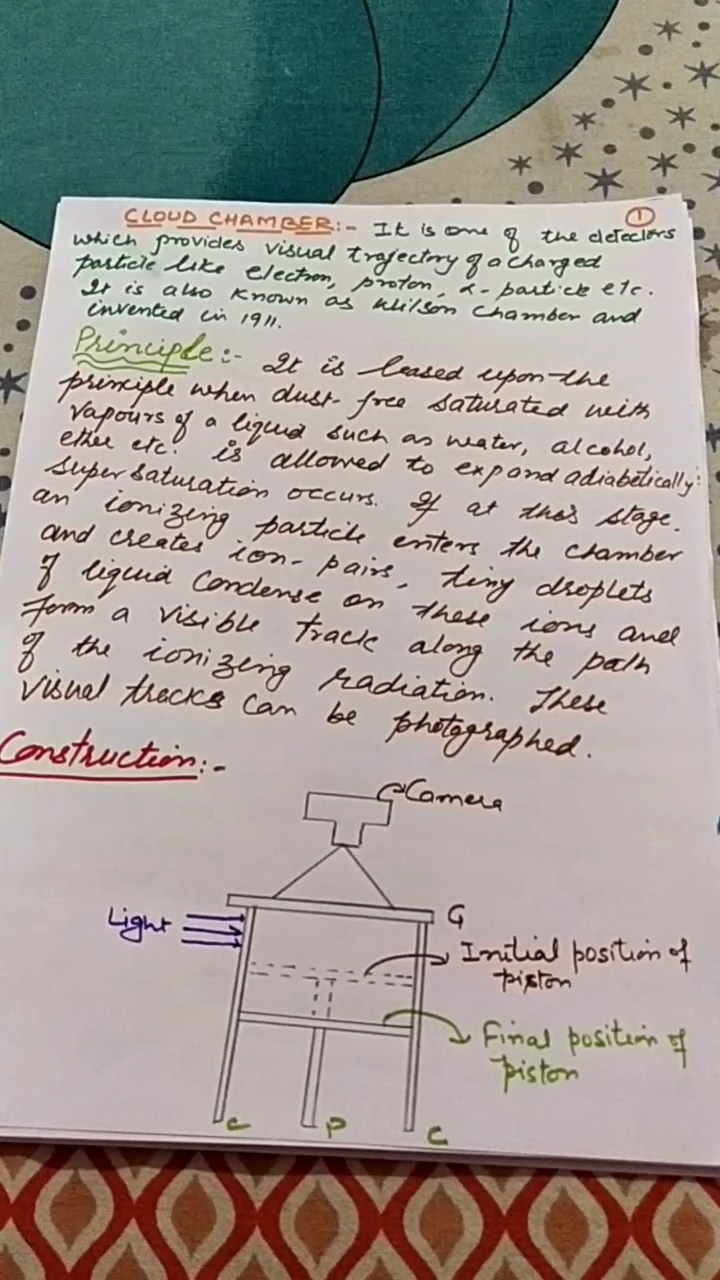 CLOUD CHAMBER:- It is one of the detectors
①
which provides visual trajectory of a charged
particle like electron, proton, α-particle etc.
It is also known as Wilson Chamber and
invented in 1911.
Principle:- It is based upon the
principle when dust-free saturated with
vapours of a liquid such as water, alcohol,
ether etc. is allowed to expand adiabetically:
Supersaturation occurs. If at this stage.
an ionizing particle enters the chamber
and creates ion-pairs, tiny droplets
of liquid condense on these ions and
form a visible track along the path
of the ionizing radiation. These
visual tracks can be photographed.
Construction:-
Camera
Light
G
Initial position of
piston
Final position of
piston
C
P
C